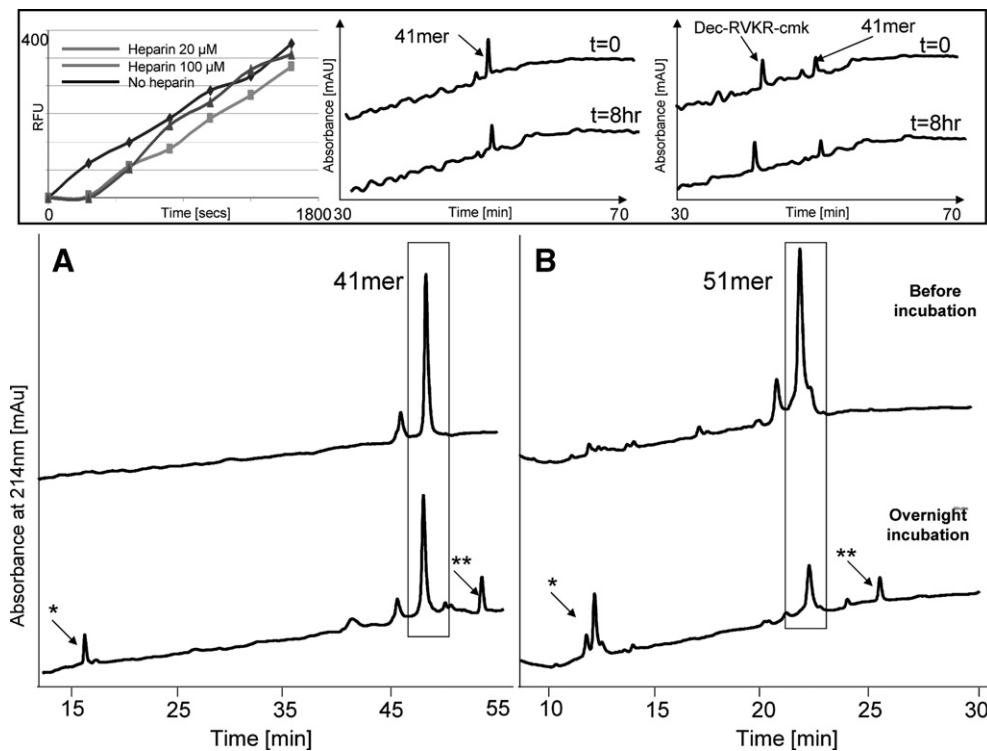 400
RFU
Heparin 20 µM
Heparin 100 µM
No heparin
0
Time [secs]
1800
Absorbance [mAU]
41mer
t=0
t=8hr
30
Time [min]
70
Absorbance [mAU]
Dec-RVKR-cmk
41mer
t=0
t=8hr
30
Time [min]
70
A
41mer
B
51mer
Before
incubation
Absorbance at 214nm [mAu]
*
**
*
**
Overnight
incubation
15
25
35
45
55
Time [min]
10
15
20
25
30
Time [min]